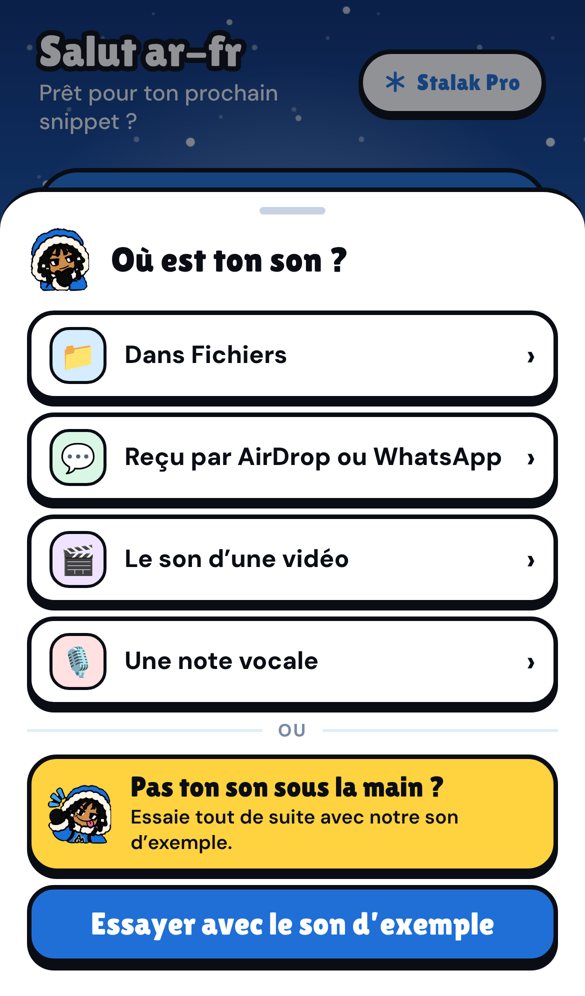 Salut ar-fr
Prêt pour ton prochain
snippet ?
Stalak Pro
Où est ton son ?
Dans Fichiers
Reçu par AirDrop ou WhatsApp
Le son d’une vidéo
Une note vocale
OU
Pas ton son sous la main ?
Essaie tout de suite avec notre son
d’exemple.
Essayer avec le son d’exemple